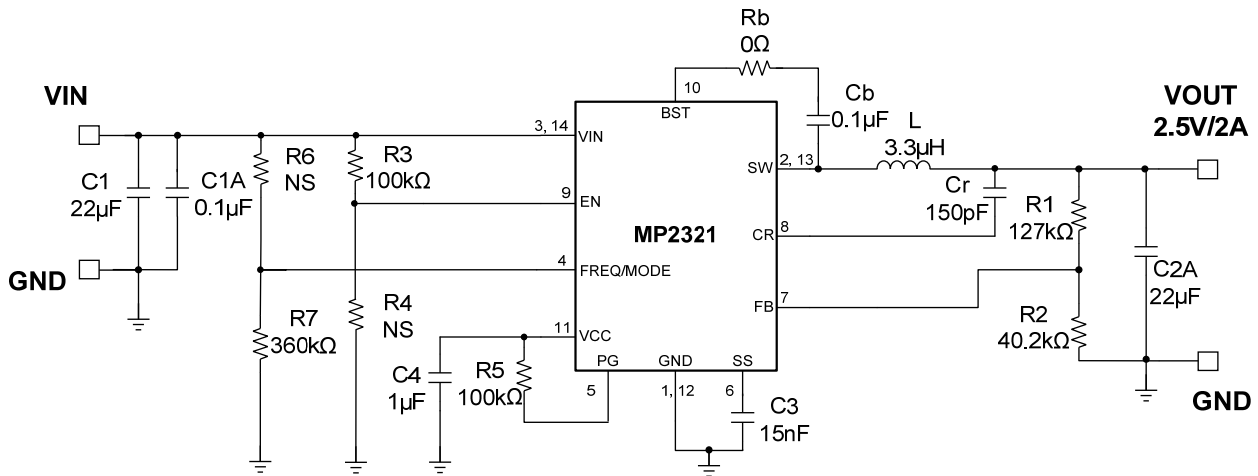 Rb
0Ω
10
BST
VIN
3, 14
VIN
Cb
0.1µF
L
3.3µH
VOUT
2.5V/2A
R6
NS
R3
100kΩ
SW
2, 13
C1
22µF
C1A
0.1µF
9
EN
Cr
150pF
R1
127kΩ
MP2321
CR
8
GND
4
FREQ/MODE
C2A
22µF
FB
7
R7
360kΩ
R4
NS
R2
40.2kΩ
11
VCC
C4
1µF
R5
100kΩ
PG
GND
SS
5
1, 12
6
C3
15nF
GND